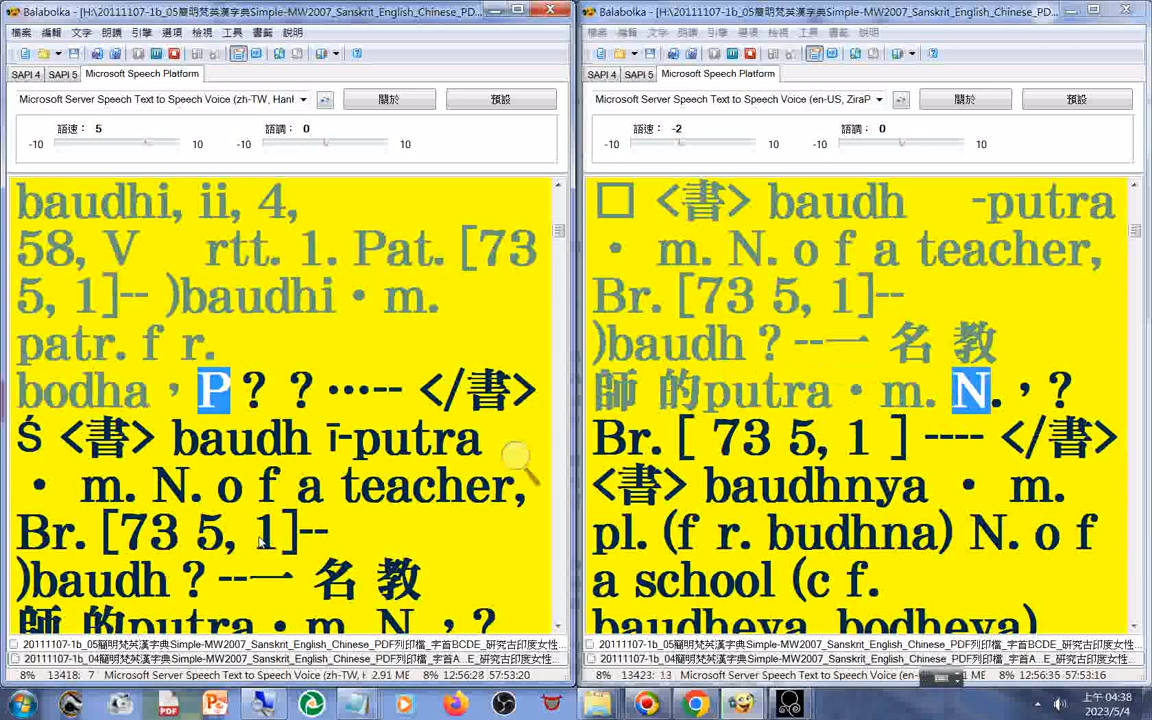 Balabolka - [H:\20111107-1b_05簡明梵英漢字典Simple-MW2007_Sanskrit_English_Chinese_PD...
檔案 編輯 文字 朗讀 引擎 選項 檢視 工具 書籤 說明
SAPI 4 SAPI 5 Microsoft Speech Platform
Microsoft Server Speech Text to Speech Voice (zh-TW, Hanl
關於 預設
語速： 5 語調： 0
-10 10 -10 10
baudhi, ii, 4,
58, V rtt. 1. Pat. [73
5, 1]-- )baudhi • m.
patr. f r.
bodha，P？？…-- </書>
Ś <書> baudh ī-putra
• m. N. o f a teacher,
Br. [73 5, 1]--
)baudh？--一 名 教
師 的putra • m. N.，？
20111107-1b_05簡明梵英漢字典Simple-MW2007_Sanskrit_English_Chinese_PDF列印檔_字首BCDE_研究古印度女性...
20111107-1b_04簡明梵英漢字典Simple-MW2007_Sanskrit_English_Chinese_PDF列印檔_字首A...E_研究古印度女性...
8% 13418: 7 Microsoft Server Speech Text to Speech Voice (zh-TW, H 2.91 MB 8% 12:56:28 57:53:20
Balabolka - [H:\20111107-1b_05簡明梵英漢字典Simple-MW2007_Sanskrit_English_Chinese_PD...
檔案 編輯 文字 朗讀 引擎 選項 檢視 工具 書籤 說明
SAPI 4 SAPI 5 Microsoft Speech Platform
Microsoft Server Speech Text to Speech Voice (en-US, ZiraP
關於 預設
語速： -2 語調： 0
-10 10 -10 10
□ <書> baudh -putra
• m. N. o f a teacher,
Br. [73 5, 1]--
)baudh？--一 名 教
師 的putra • m. N.，？
Br. [ 73 5, 1 ] ---- </書>
<書> baudhnya • m.
pl. (f r. budhna) N. o f
a school (c f.
baudheya, bodheya)
20111107-1b_05簡明梵英漢字典Simple-MW2007_Sanskrit_English_Chinese_PDF列印檔_字首BCDE_研究古印度女性...
20111107-1b_04簡明梵英漢字典Simple-MW2007_Sanskrit_English_Chinese_PDF列印檔_字首A...E_研究古印度女性...
8% 13423: 13 Microsoft Server Speech Text to Speech MB 8% 12:56:35 57:53:16
上午 04:38
2023/5/4